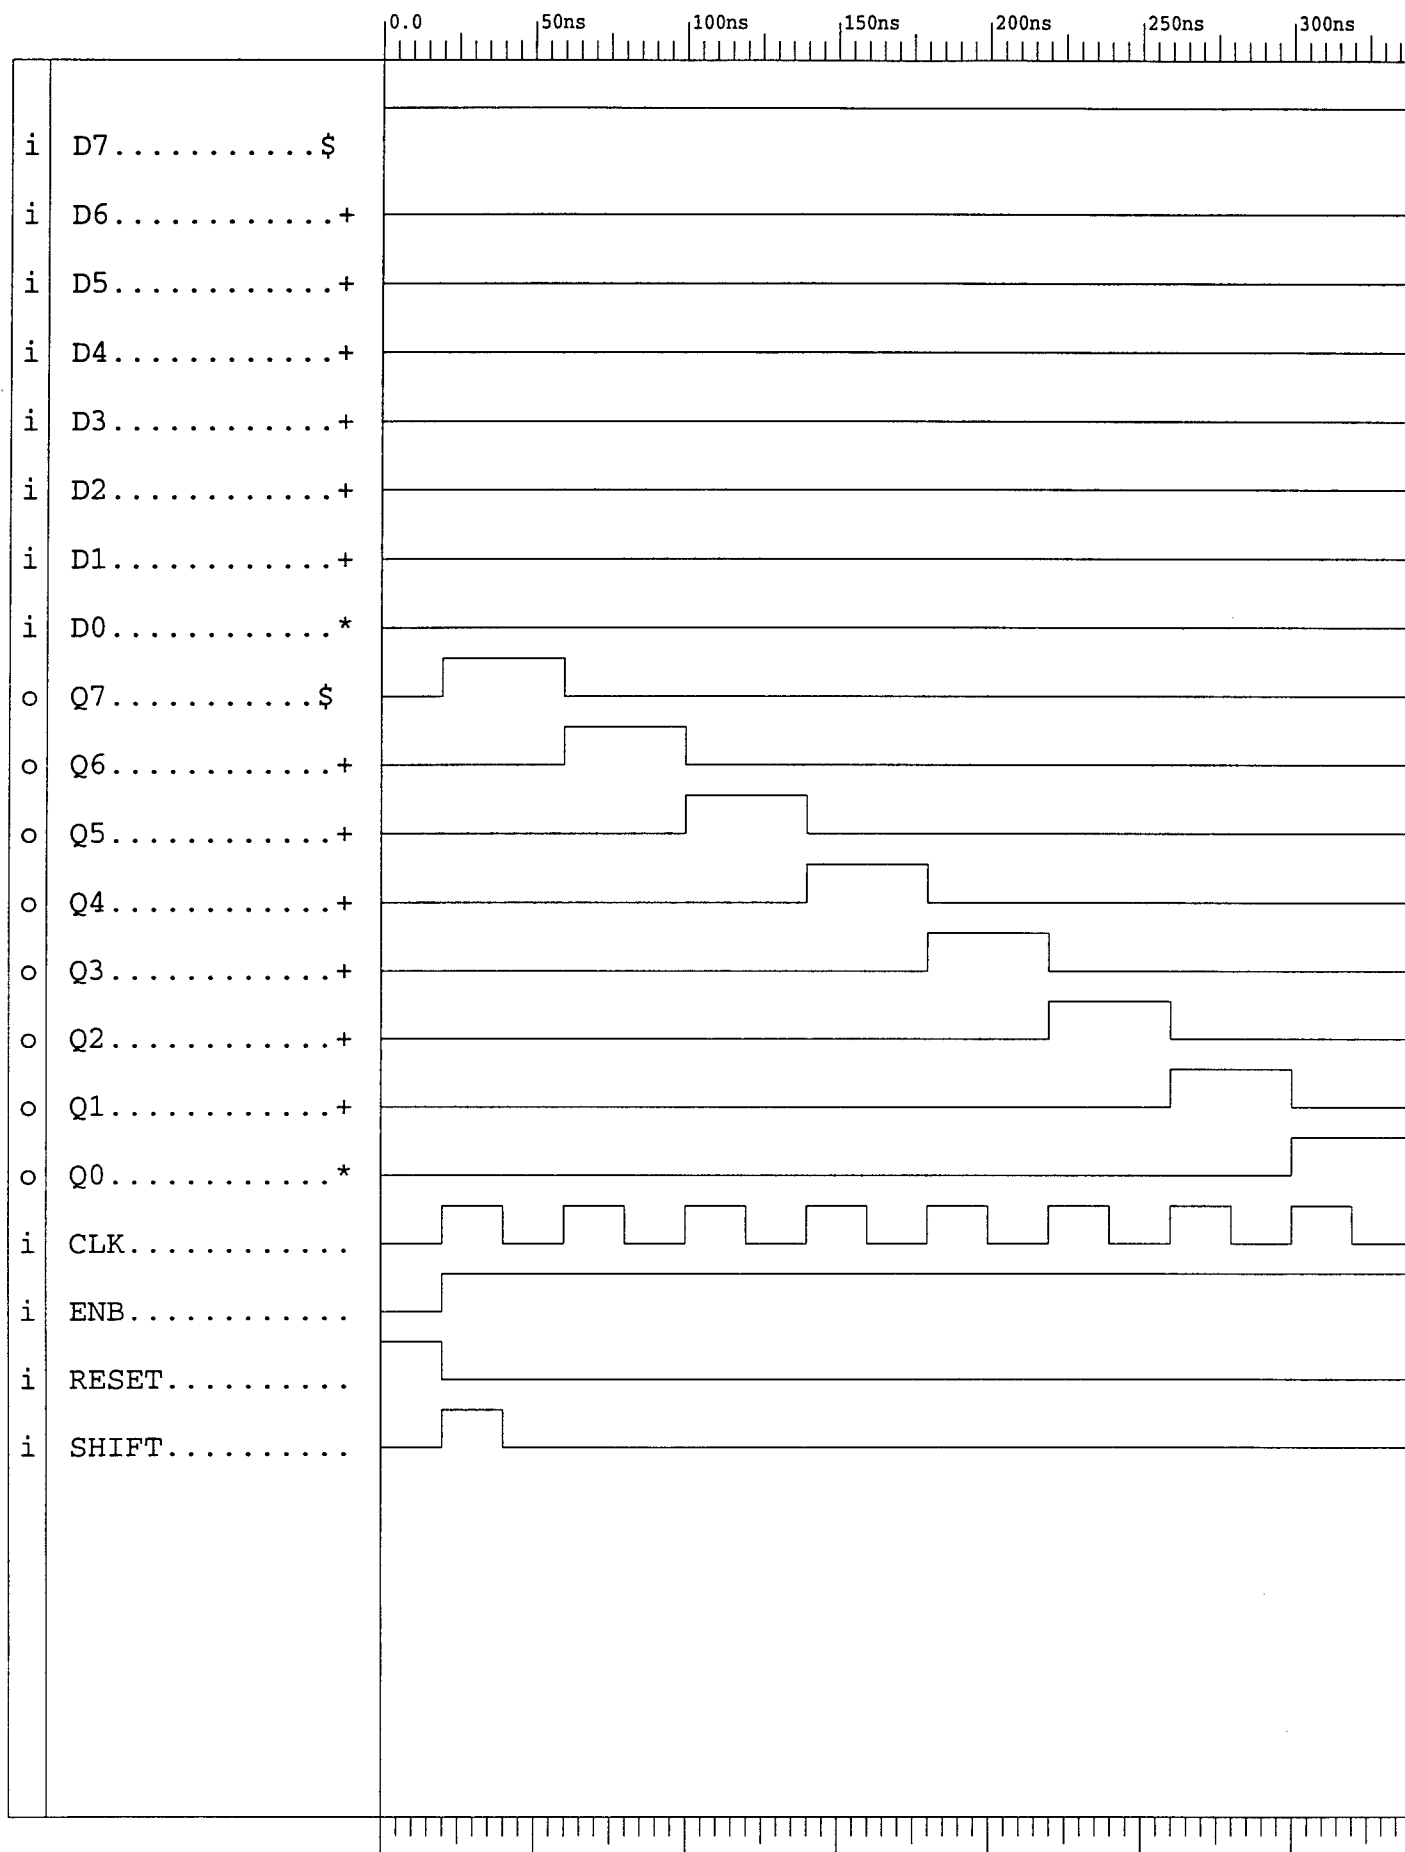 0.0 50ns 100ns 150ns 200ns 250ns 300ns
i D7...........$
i D6............+
i D5............+
i D4............+
i D3............+
i D2............+
i D1............+
i D0............*
o Q7...........$
o Q6............+
o Q5............+
o Q4............+
o Q3............+
o Q2............+
o Q1............+
o Q0............*
i CLK............
i ENB............
i RESET..........
i SHIFT..........